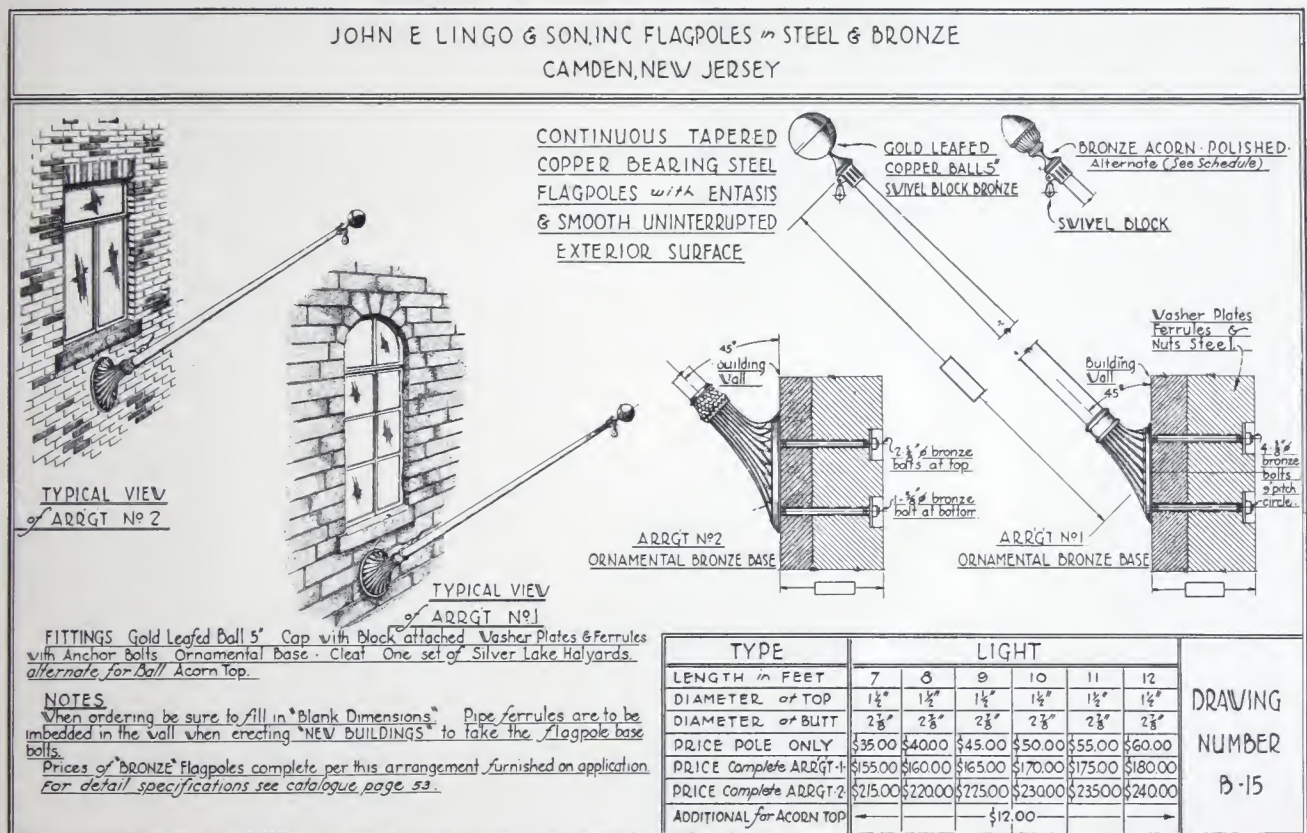 JOHN E LINGO & SON, INC FLAGPOLES in STEEL & BRONZE
CAMDEN, NEW JERSEY
CONTINUOUS TAPERED
COPPER BEARING STEEL
FLAGPOLES with ENTASIS
& SMOOTH UNINTERRUPTED
EXTERIOR SURFACE
GOLD LEAFED
COPPER BALL 5"
SWIVEL BLOCK BRONZE
BRONZE ACORN - POLISHED -
Alternate (See Schedule)
SWIVEL BLOCK
TYPICAL VIEW
of ARRGT Nº 2
TYPICAL VIEW
of ARRG'T Nº 1
45°
Building
Wall
2-⅝"ø bronze
bolts at top
1-⅝"ø bronze
bolt at bottom
ARRG'T Nº2
ORNAMENTAL BRONZE BASE
Washer Plates
Ferrules &
Nuts Steel
Building
Wall
45°
4-⅝"ø
bronze
bolts
9" pitch
circle.
ARRG'T Nº1
ORNAMENTAL BRONZE BASE
FITTINGS Gold Leafed Ball 5" Cap with Block attached Washer Plates & Ferrules
with Anchor Bolts Ornamental Base - Cleat One set of Silver Lake Halyards.
alternate for Ball Acorn Top.
NOTES
When ordering be sure to fill in "Blank Dimensions." Pipe ferrules are to be
imbedded in the wall when erecting "NEW BUILDINGS" to take the flagpole base
bolts.
Prices of "BRONZE" Flagpoles complete per this arrangement furnished on application.
For detail specifications see catalogue page 53.
TYPE LIGHT
LENGTH in FEET 7 8 9 10 11 12
DIAMETER at TOP 1½" 1½" 1½" 1½" 1½" 1½"
DIAMETER at BUTT 2⅞" 2⅞" 2⅞" 2⅞" 2⅞" 2⅞"
PRICE POLE ONLY $35.00 $40.00 $45.00 $50.00 $55.00 $60.00
PRICE Complete ARRGT-1- $155.00 $160.00 $165.00 $170.00 $175.00 $180.00
PRICE Complete ARRGT-2- $215.00 $220.00 $225.00 $230.00 $235.00 $240.00
ADDITIONAL for ACORN TOP $12.00
DRAWING
NUMBER
B-15